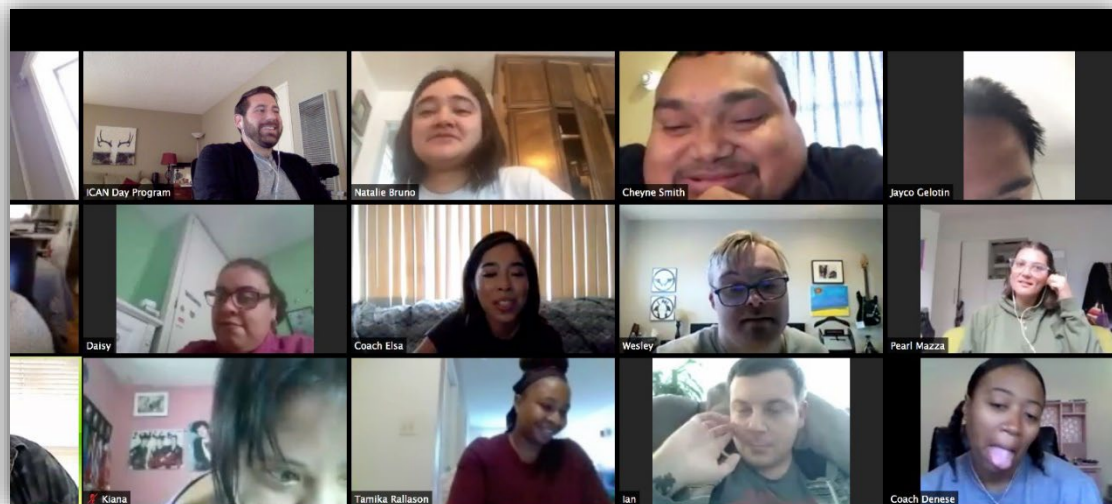 ICAN Day Program
Natalie Bruno
Cheyne Smith
Jayco Gelotin
Daisy
Coach Elsa
Wesley
Pearl Mazza
Kiana
Tamika Rallason
Ian
Coach Denese